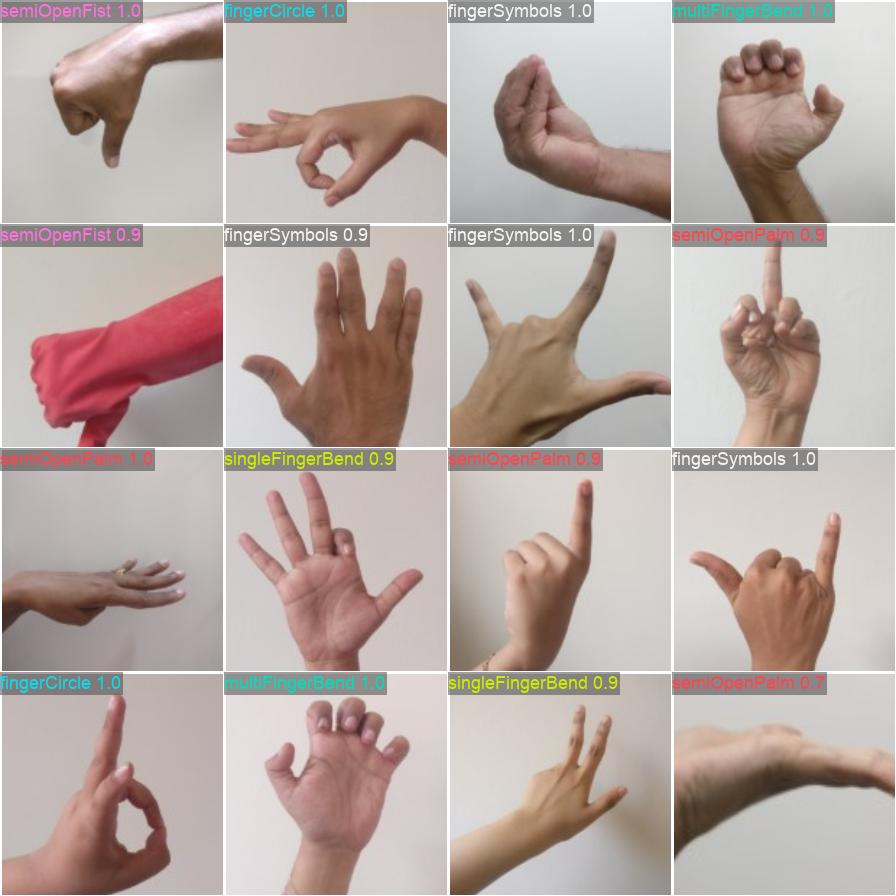 semiOpenFist 1.0
fingerCircle 1.0
fingerSymbols 1.0
multiFingerBend 1.0
semiOpenFist 0.9
fingerSymbols 0.9
fingerSymbols 1.0
semiOpenPalm 0.9
semiOpenPalm 1.0
singleFingerBend 0.9
semiOpenPalm 0.9
fingerSymbols 1.0
fingerCircle 1.0
multiFingerBend 1.0
singleFingerBend 0.9
semiOpenPalm 0.7